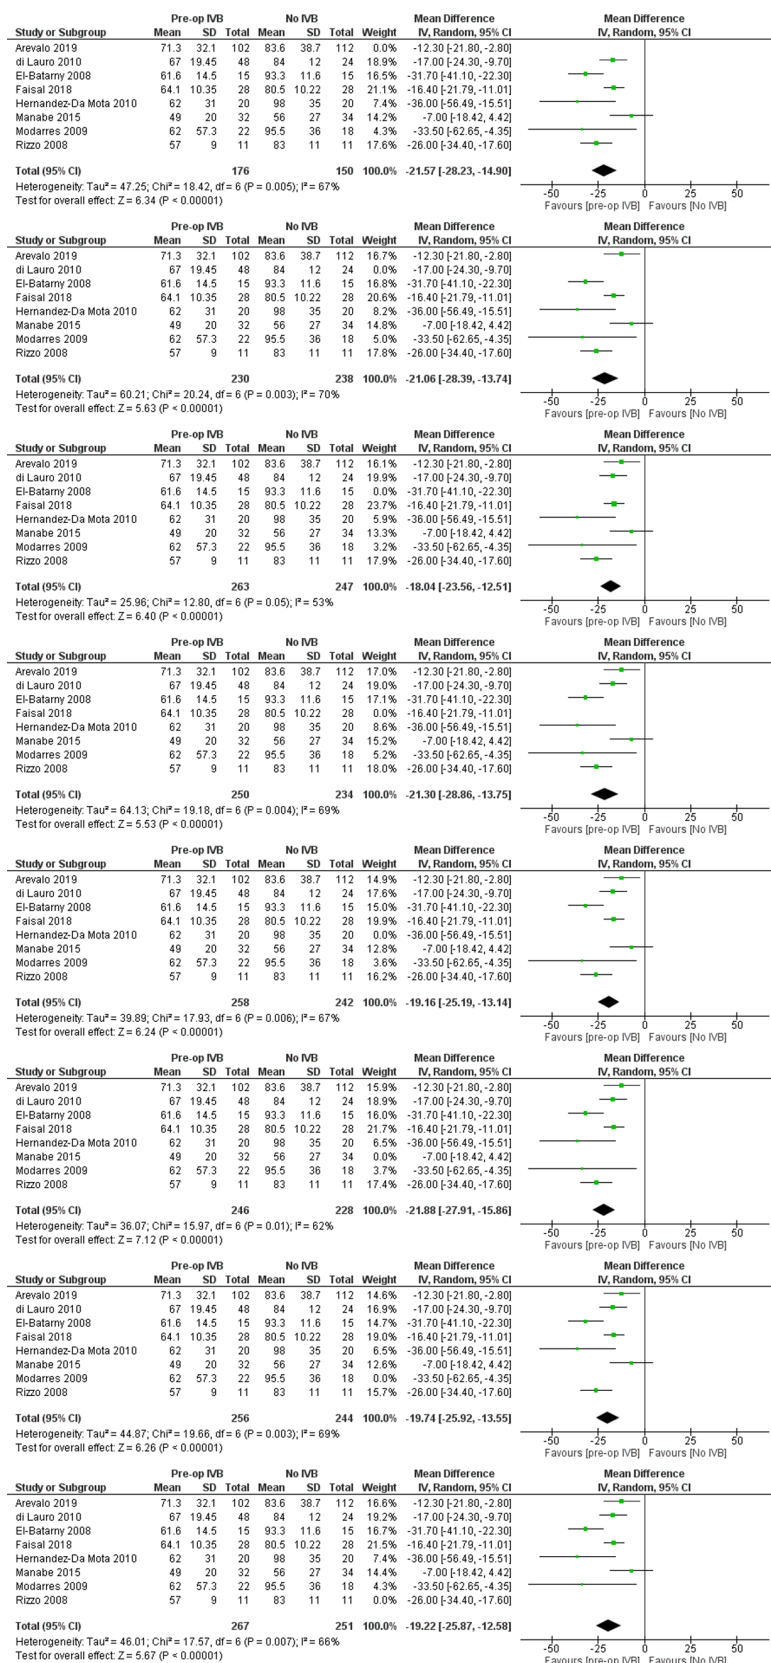 Pre-op IVB No IVB Mean Difference Mean Difference
Study or Subgroup Mean SD Total Mean SD Total Weight IV, Random, 95% CI IV, Random, 95% CI
Arevalo 2019 71.3 32.1 102 83.6 38.7 112 0.0% -12.30 [-21.80, -2.80]
di Lauro 2010 67 19.45 48 84 12 24 18.9% -17.00 [-24.30, -9.70]
El-Batarny 2008 61.6 14.5 15 93.3 11.6 15 16.5% -31.70 [-41.10, -22.30]
Faisal 2018 64.1 10.35 28 80.5 10.22 28 21.0% -16.40 [-21.79, -11.01]
Hernandez-Da Mota 2010 62 31 20 98 35 20 7.4% -36.00 [-56.49, -15.51]
Manabe 2015 49 20 32 56 27 34 14.2% -7.00 [-18.42, 4.42]
Modarres 2009 62 57.3 22 95.5 36 18 4.3% -33.50 [-62.65, -4.35]
Rizzo 2008 57 9 11 83 11 11 17.6% -26.00 [-34.40, -17.60]
Total (95% CI) 176 150 100.0% -21.57 [-28.23, -14.90]
Heterogeneity: Tau² = 47.25; Chi² = 18.42, df = 6 (P = 0.005); I² = 67%
Test for overall effect: Z = 6.34 (P < 0.00001)
-50 -25 0 25 50
Favours [pre-op IVB] Favours [No IVB]
Pre-op IVB No IVB Mean Difference Mean Difference
Study or Subgroup Mean SD Total Mean SD Total Weight IV, Random, 95% CI IV, Random, 95% CI
Arevalo 2019 71.3 32.1 102 83.6 38.7 112 16.7% -12.30 [-21.80, -2.80]
di Lauro 2010 67 19.45 48 84 12 24 0.0% -17.00 [-24.30, -9.70]
El-Batarny 2008 61.6 14.5 15 93.3 11.6 15 16.8% -31.70 [-41.10, -22.30]
Faisal 2018 64.1 10.35 28 80.5 10.22 28 20.6% -16.40 [-21.79, -11.01]
Hernandez-Da Mota 2010 62 31 20 98 35 20 8.2% -36.00 [-56.49, -15.51]
Manabe 2015 49 20 32 56 27 34 14.8% -7.00 [-18.42, 4.42]
Modarres 2009 62 57.3 22 95.5 36 18 5.0% -33.50 [-62.65, -4.35]
Rizzo 2008 57 9 11 83 11 11 17.8% -26.00 [-34.40, -17.60]
Total (95% CI) 230 238 100.0% -21.06 [-28.39, -13.74]
Heterogeneity: Tau² = 60.21; Chi² = 20.24, df = 6 (P = 0.003); I² = 70%
Test for overall effect: Z = 5.63 (P < 0.00001)
-50 -25 0 25 50
Favours [pre-op IVB] Favours [No IVB]
Pre-op IVB No IVB Mean Difference Mean Difference
Study or Subgroup Mean SD Total Mean SD Total Weight IV, Random, 95% CI IV, Random, 95% CI
Arevalo 2019 71.3 32.1 102 83.6 38.7 112 16.1% -12.30 [-21.80, -2.80]
di Lauro 2010 67 19.45 48 84 12 24 19.9% -17.00 [-24.30, -9.70]
El-Batarny 2008 61.6 14.5 15 93.3 11.6 15 0.0% -31.70 [-41.10, -22.30]
Faisal 2018 64.1 10.35 28 80.5 10.22 28 23.7% -16.40 [-21.79, -11.01]
Hernandez-Da Mota 2010 62 31 20 98 35 20 5.9% -36.00 [-56.49, -15.51]
Manabe 2015 49 20 32 56 27 34 13.3% -7.00 [-18.42, 4.42]
Modarres 2009 62 57.3 22 95.5 36 18 3.2% -33.50 [-62.65, -4.35]
Rizzo 2008 57 9 11 83 11 11 17.9% -26.00 [-34.40, -17.60]
Total (95% CI) 263 247 100.0% -18.04 [-23.56, -12.51]
Heterogeneity: Tau² = 25.96; Chi² = 12.80, df = 6 (P = 0.05); I² = 53%
Test for overall effect: Z = 6.40 (P < 0.00001)
-50 -25 0 25 50
Favours [pre-op IVB] Favours [No IVB]
Pre-op IVB No IVB Mean Difference Mean Difference
Study or Subgroup Mean SD Total Mean SD Total Weight IV, Random, 95% CI IV, Random, 95% CI
Arevalo 2019 71.3 32.1 102 83.6 38.7 112 17.0% -12.30 [-21.80, -2.80]
di Lauro 2010 67 19.45 48 84 12 24 19.0% -17.00 [-24.30, -9.70]
El-Batarny 2008 61.6 14.5 15 93.3 11.6 15 17.1% -31.70 [-41.10, -22.30]
Faisal 2018 64.1 10.35 28 80.5 10.22 28 0.0% -16.40 [-21.79, -11.01]
Hernandez-Da Mota 2010 62 31 20 98 35 20 8.6% -36.00 [-56.49, -15.51]
Manabe 2015 49 20 32 56 27 34 15.2% -7.00 [-18.42, 4.42]
Modarres 2009 62 57.3 22 95.5 36 18 5.2% -33.50 [-62.65, -4.35]
Rizzo 2008 57 9 11 83 11 11 18.0% -26.00 [-34.40, -17.60]
Total (95% CI) 250 234 100.0% -21.30 [-28.86, -13.75]
Heterogeneity: Tau² = 64.13; Chi² = 19.18, df = 6 (P = 0.004); I² = 69%
Test for overall effect: Z = 5.53 (P < 0.00001)
-50 -25 0 25 50
Favours [pre-op IVB] Favours [No IVB]
Pre-op IVB No IVB Mean Difference Mean Difference
Study or Subgroup Mean SD Total Mean SD Total Weight IV, Random, 95% CI IV, Random, 95% CI
Arevalo 2019 71.3 32.1 102 83.6 38.7 112 14.9% -12.30 [-21.80, -2.80]
di Lauro 2010 67 19.45 48 84 12 24 17.6% -17.00 [-24.30, -9.70]
El-Batarny 2008 61.6 14.5 15 93.3 11.6 15 15.0% -31.70 [-41.10, -22.30]
Faisal 2018 64.1 10.35 28 80.5 10.22 28 19.9% -16.40 [-21.79, -11.01]
Hernandez-Da Mota 2010 62 31 20 98 35 20 0.0% -36.00 [-56.49, -15.51]
Manabe 2015 49 20 32 56 27 34 12.8% -7.00 [-18.42, 4.42]
Modarres 2009 62 57.3 22 95.5 36 18 3.6% -33.50 [-62.65, -4.35]
Rizzo 2008 57 9 11 83 11 11 16.2% -26.00 [-34.40, -17.60]
Total (95% CI) 258 242 100.0% -19.16 [-25.19, -13.14]
Heterogeneity: Tau² = 39.89; Chi² = 17.93, df = 6 (P = 0.006); I² = 67%
Test for overall effect: Z = 6.24 (P < 0.00001)
-50 -25 0 25 50
Favours [pre-op IVB] Favours [No IVB]
Pre-op IVB No IVB Mean Difference Mean Difference
Study or Subgroup Mean SD Total Mean SD Total Weight IV, Random, 95% CI IV, Random, 95% CI
Arevalo 2019 71.3 32.1 102 83.6 38.7 112 15.9% -12.30 [-21.80, -2.80]
di Lauro 2010 67 19.45 48 84 12 24 19.0% -17.00 [-24.30, -9.70]
El-Batarny 2008 61.6 14.5 15 93.3 11.6 15 16.0% -31.70 [-41.10, -22.30]
Faisal 2018 64.1 10.35 28 80.5 10.22 28 21.7% -16.40 [-21.79, -11.01]
Hernandez-Da Mota 2010 62 31 20 98 35 20 6.5% -36.00 [-56.49, -15.51]
Manabe 2015 49 20 32 56 27 34 0.0% -7.00 [-18.42, 4.42]
Modarres 2009 62 57.3 22 95.5 36 18 3.7% -33.50 [-62.65, -4.35]
Rizzo 2008 57 9 11 83 11 11 17.4% -26.00 [-34.40, -17.60]
Total (95% CI) 246 228 100.0% -21.88 [-27.91, -15.86]
Heterogeneity: Tau² = 36.07; Chi² = 15.97, df = 6 (P = 0.01); I² = 62%
Test for overall effect: Z = 7.12 (P < 0.00001)
-50 -25 0 25 50
Favours [pre-op IVB] Favours [No IVB]
Pre-op IVB No IVB Mean Difference Mean Difference
Study or Subgroup Mean SD Total Mean SD Total Weight IV, Random, 95% CI IV, Random, 95% CI
Arevalo 2019 71.3 32.1 102 83.6 38.7 112 14.6% -12.30 [-21.80, -2.80]
di Lauro 2010 67 19.45 48 84 12 24 17.0% -17.00 [-24.30, -9.70]
El-Batarny 2008 61.6 14.5 15 93.3 11.6 15 14.7% -31.70 [-41.10, -22.30]
Faisal 2018 64.1 10.35 28 80.5 10.22 28 19.0% -16.40 [-21.79, -11.01]
Hernandez-Da Mota 2010 62 31 20 98 35 20 6.3% -36.00 [-56.49, -15.51]
Manabe 2015 49 20 32 56 27 34 12.6% -7.00 [-18.42, 4.42]
Modarres 2009 62 57.3 22 95.5 36 18 0.0% -33.50 [-62.65, -4.35]
Rizzo 2008 57 9 11 83 11 11 15.7% -26.00 [-34.40, -17.60]
Total (95% CI) 256 244 100.0% -19.74 [-25.92, -13.55]
Heterogeneity: Tau² = 44.87; Chi² = 19.66, df = 6 (P = 0.003); I² = 69%
Test for overall effect: Z = 6.26 (P < 0.00001)
-50 -25 0 25 50
Favours [pre-op IVB] Favours [No IVB]
Pre-op IVB No IVB Mean Difference Mean Difference
Study or Subgroup Mean SD Total Mean SD Total Weight IV, Random, 95% CI IV, Random, 95% CI
Arevalo 2019 71.3 32.1 102 83.6 38.7 112 16.6% -12.30 [-21.80, -2.80]
di Lauro 2010 67 19.45 48 84 12 24 19.2% -17.00 [-24.30, -9.70]
El-Batarny 2008 61.6 14.5 15 93.3 11.6 15 16.7% -31.70 [-41.10, -22.30]
Faisal 2018 64.1 10.35 28 80.5 10.22 28 21.5% -16.40 [-21.79, -11.01]
Hernandez-Da Mota 2010 62 31 20 98 35 20 7.4% -36.00 [-56.49, -15.51]
Manabe 2015 49 20 32 56 27 34 14.4% -7.00 [-18.42, 4.42]
Modarres 2009 62 57.3 22 95.5 36 18 4.3% -33.50 [-62.65, -4.35]
Rizzo 2008 57 9 11 83 11 11 0.0% -26.00 [-34.40, -17.60]
Total (95% CI) 267 251 100.0% -19.22 [-25.87, -12.58]
Heterogeneity: Tau² = 46.01; Chi² = 17.57, df = 6 (P = 0.007); I² = 66%
Test for overall effect: Z = 5.67 (P < 0.00001)
-50 -25 0 25 50
Favours [pre-op IVB] Favours [No IVB]